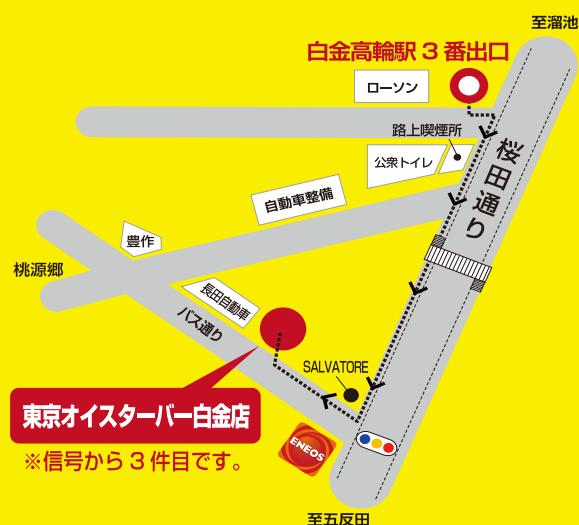 至溜池
白金高輪駅3番出口
ローソン
路上喫煙所
公衆トイレ
桜田通り
自動車整備
豊作
桃源郷
長田自動車
バス通り
SALVATORE
東京オイスターバー白金店
※信号から3件目です。
ENEOS
至五反田